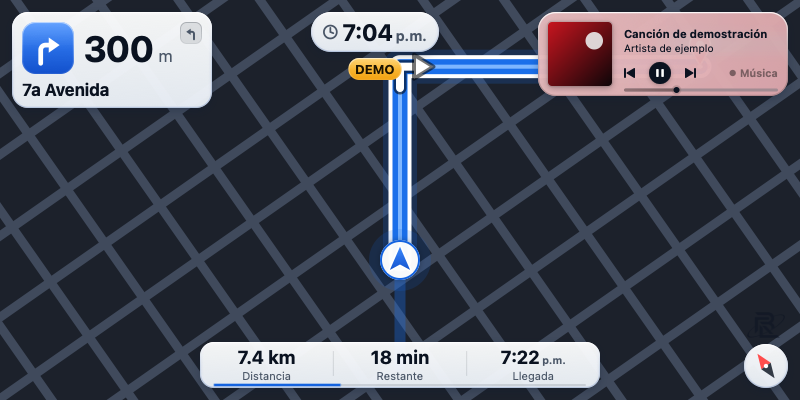 300 m
7a Avenida
7:04 p.m.
DEMO
Canción de demostración
Artista de ejemplo
Música
7.4 km
Distancia
18 min
Restante
7:22 p.m.
Llegada